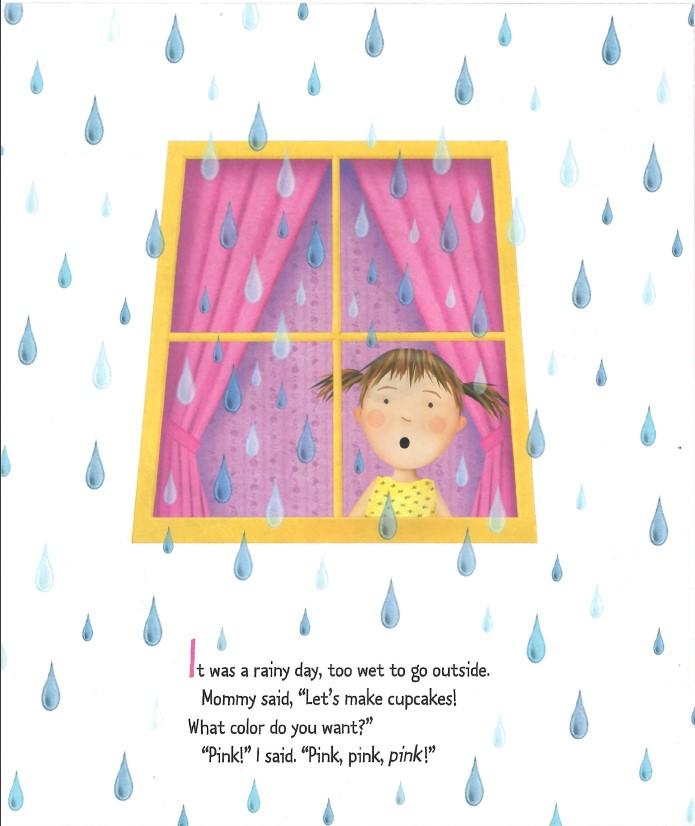 It was a rainy day, too wet to go outside.
Mommy said, “Let’s make cupcakes!
What color do you want?”
“Pink!” I said. “Pink, pink, pink!”